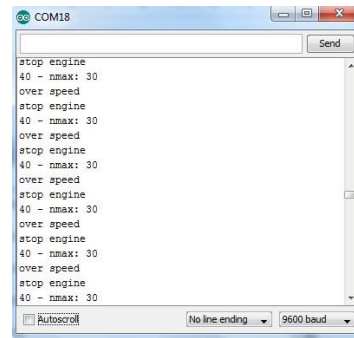 COM18
Send
stop engine
40 - nmax: 30
over speed
stop engine
40 - nmax: 30
over speed
stop engine
40 - nmax: 30
over speed
stop engine
40 - nmax: 30
over speed
stop engine
40 - nmax: 30
over speed
stop engine
40 - nmax: 30
Autoscroll
No line ending
9600 baud